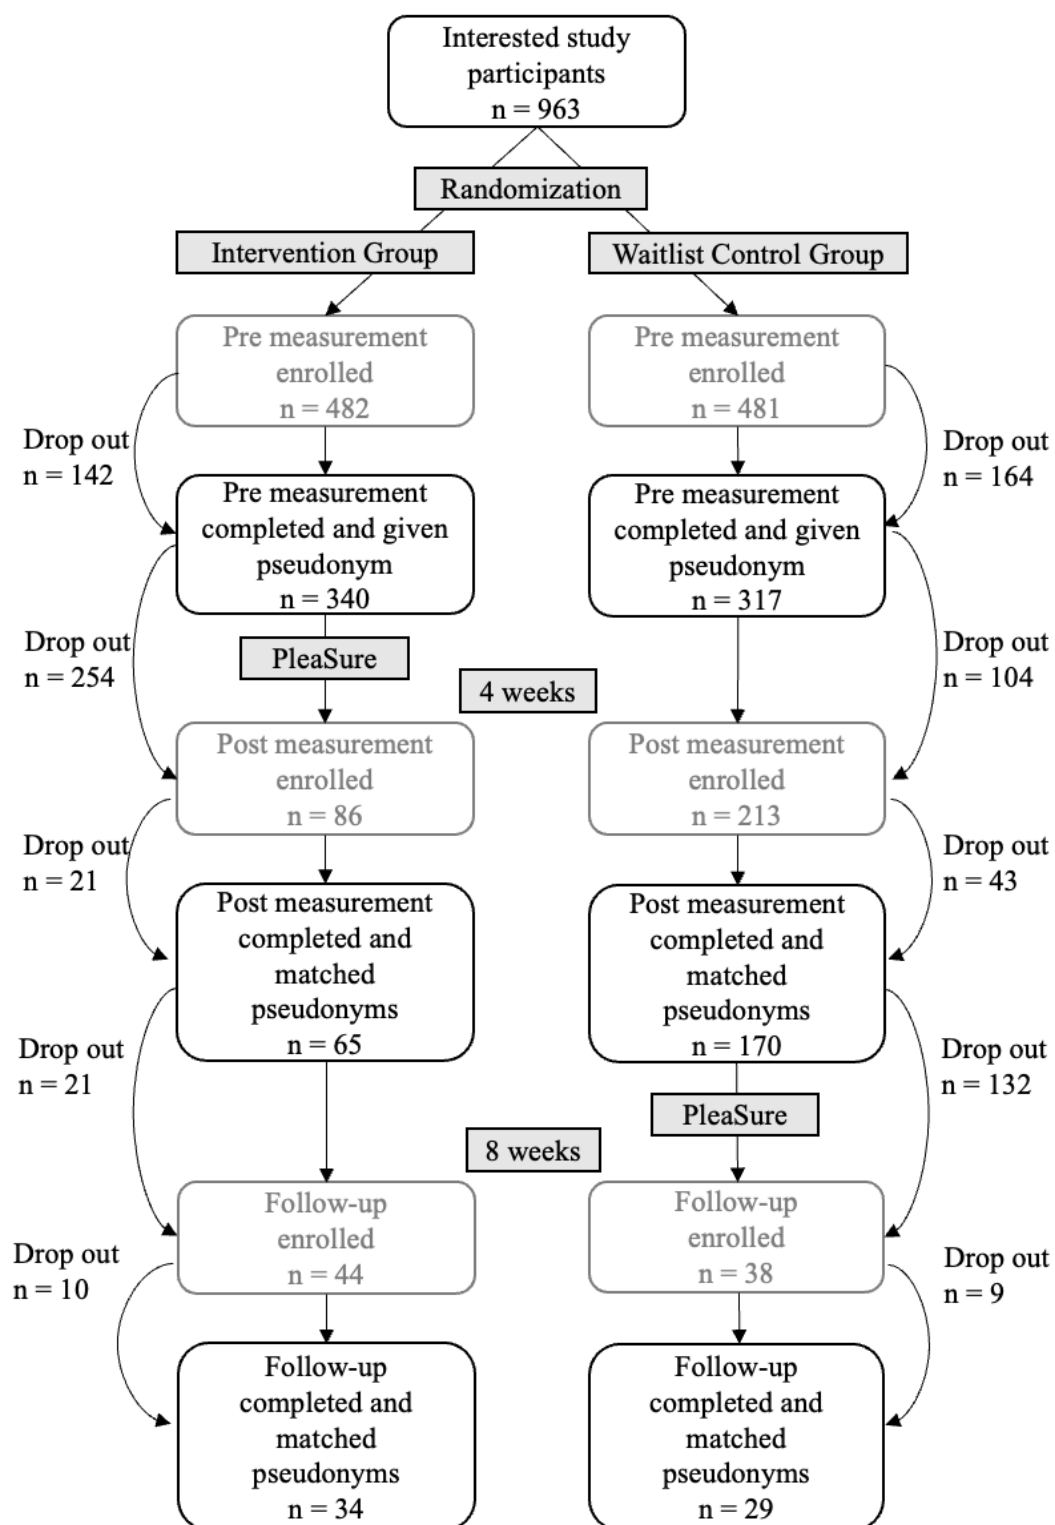 Interested study
participants
n = 963
Randomization
Intervention Group
Waitlist Control Group
Pre measurement
enrolled
n = 482
Pre measurement
enrolled
n = 481
Drop out
n = 142
Drop out
n = 164
Pre measurement
completed and given
pseudonym
n = 340
Pre measurement
completed and given
pseudonym
n = 317
Drop out
n = 254
PleaSure
4 weeks
Drop out
n = 104
Post measurement
enrolled
n = 86
Post measurement
enrolled
n = 213
Drop out
n = 21
Drop out
n = 43
Post measurement
completed and
matched
pseudonyms
n = 65
Post measurement
completed and
matched
pseudonyms
n = 170
Drop out
n = 21
Drop out
n = 132
PleaSure
8 weeks
Follow-up
enrolled
n = 44
Follow-up
enrolled
n = 38
Drop out
n = 10
Drop out
n = 9
Follow-up
completed and
matched
pseudonyms
n = 34
Follow-up
completed and
matched
pseudonyms
n = 29